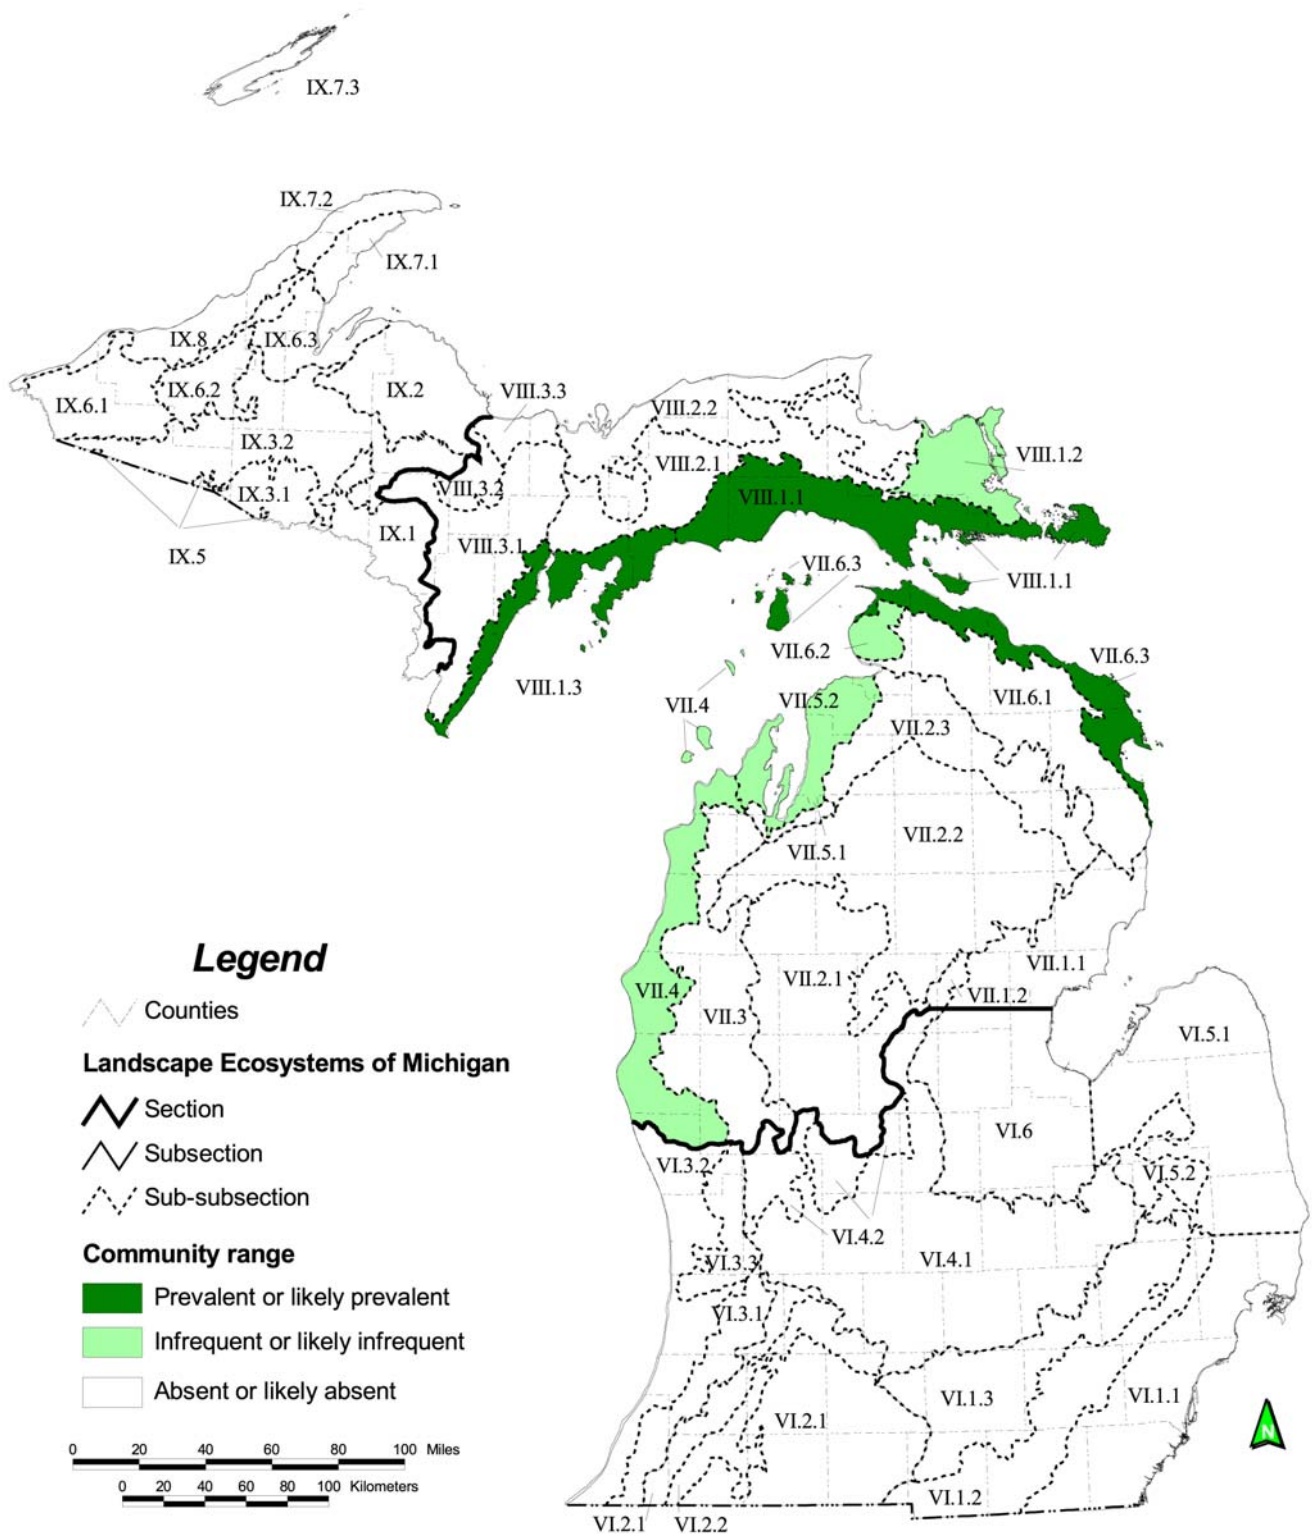 IX.7.3
IX.7.2
IX.7.1
IX.8
IX.6.3
IX.6.2
IX.2
VIII.3.3
IX.6.1
VIII.2.2
IX.3.2
VIII.1.2
VIII.2.1
VIII.3.2
IX.3.1
VIII.1.1
IX.1
VIII.3.1
IX.5
VII.6.3
VIII.1.1
VII.6.2
VII.6.3
VIII.1.3
VII.6.1
VII.4
VII.5.2
VII.2.3
VII.2.2
VII.5.1
Legend
VII.1.1
VII.2.1
VII.4
VII.1.2
VII.3
Counties
VI.5.1
Landscape Ecosystems of Michigan
Section
VI.6
Subsection
VI.3.2
VI.5.2
Sub-subsection
VI.4.2
Community range
VI.4.1
VI.3.3
Prevalent or likely prevalent
VI.3.1
Infrequent or likely infrequent
Absent or likely absent
VI.1.3
VI.1.1
VI.2.1
N
0 20 40 60 80 100 Miles
0 20 40 60 80 100 Kilometers
VI.1.2
VI.2.1 VI.2.2